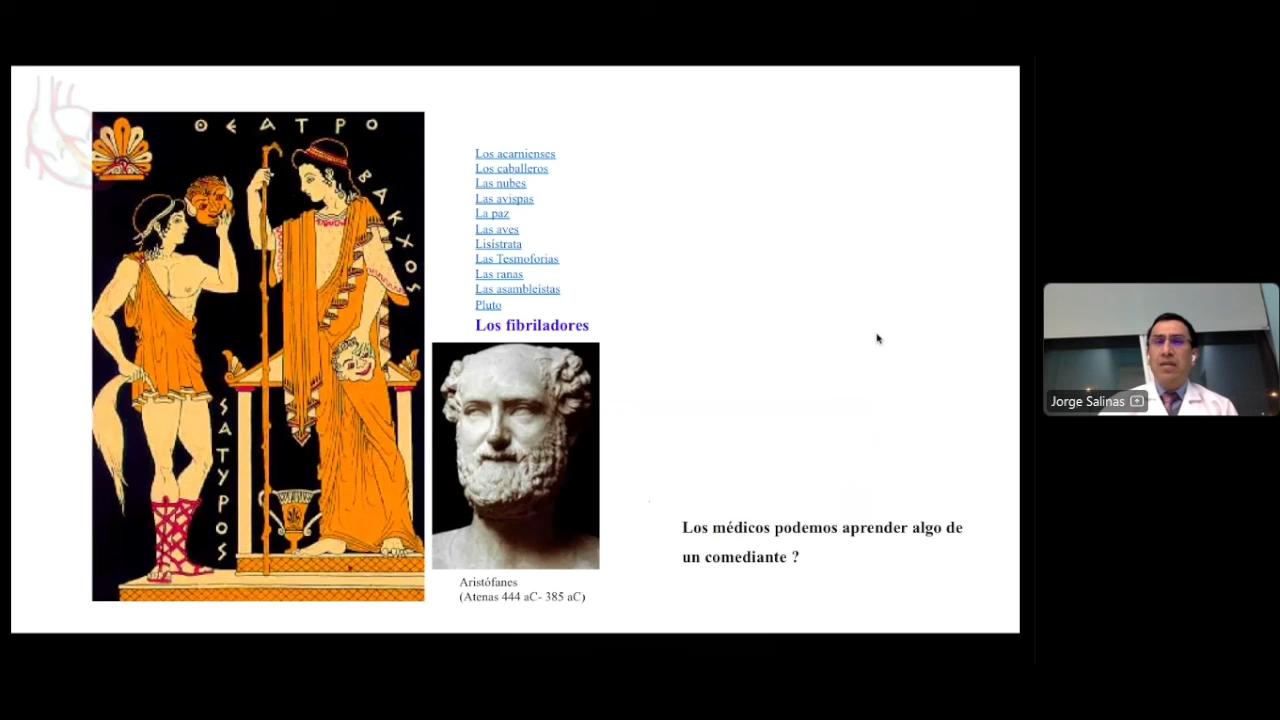 ΘΕΑΤΡΟ
ΒΑΚΧΟΣ
ΣΑΤΥΡΟΣ
Los acarnienses
Los caballeros
Las nubes
Las avispas
La paz
Las aves
Lisístrata
Las Tesmoforias
Las ranas
Las asambleístas
Pluto
Los fibriladores
Aristófanes
(Atenas 444 aC- 385 aC)
Los médicos podemos aprender algo de
un comediante ?
Jorge Salinas